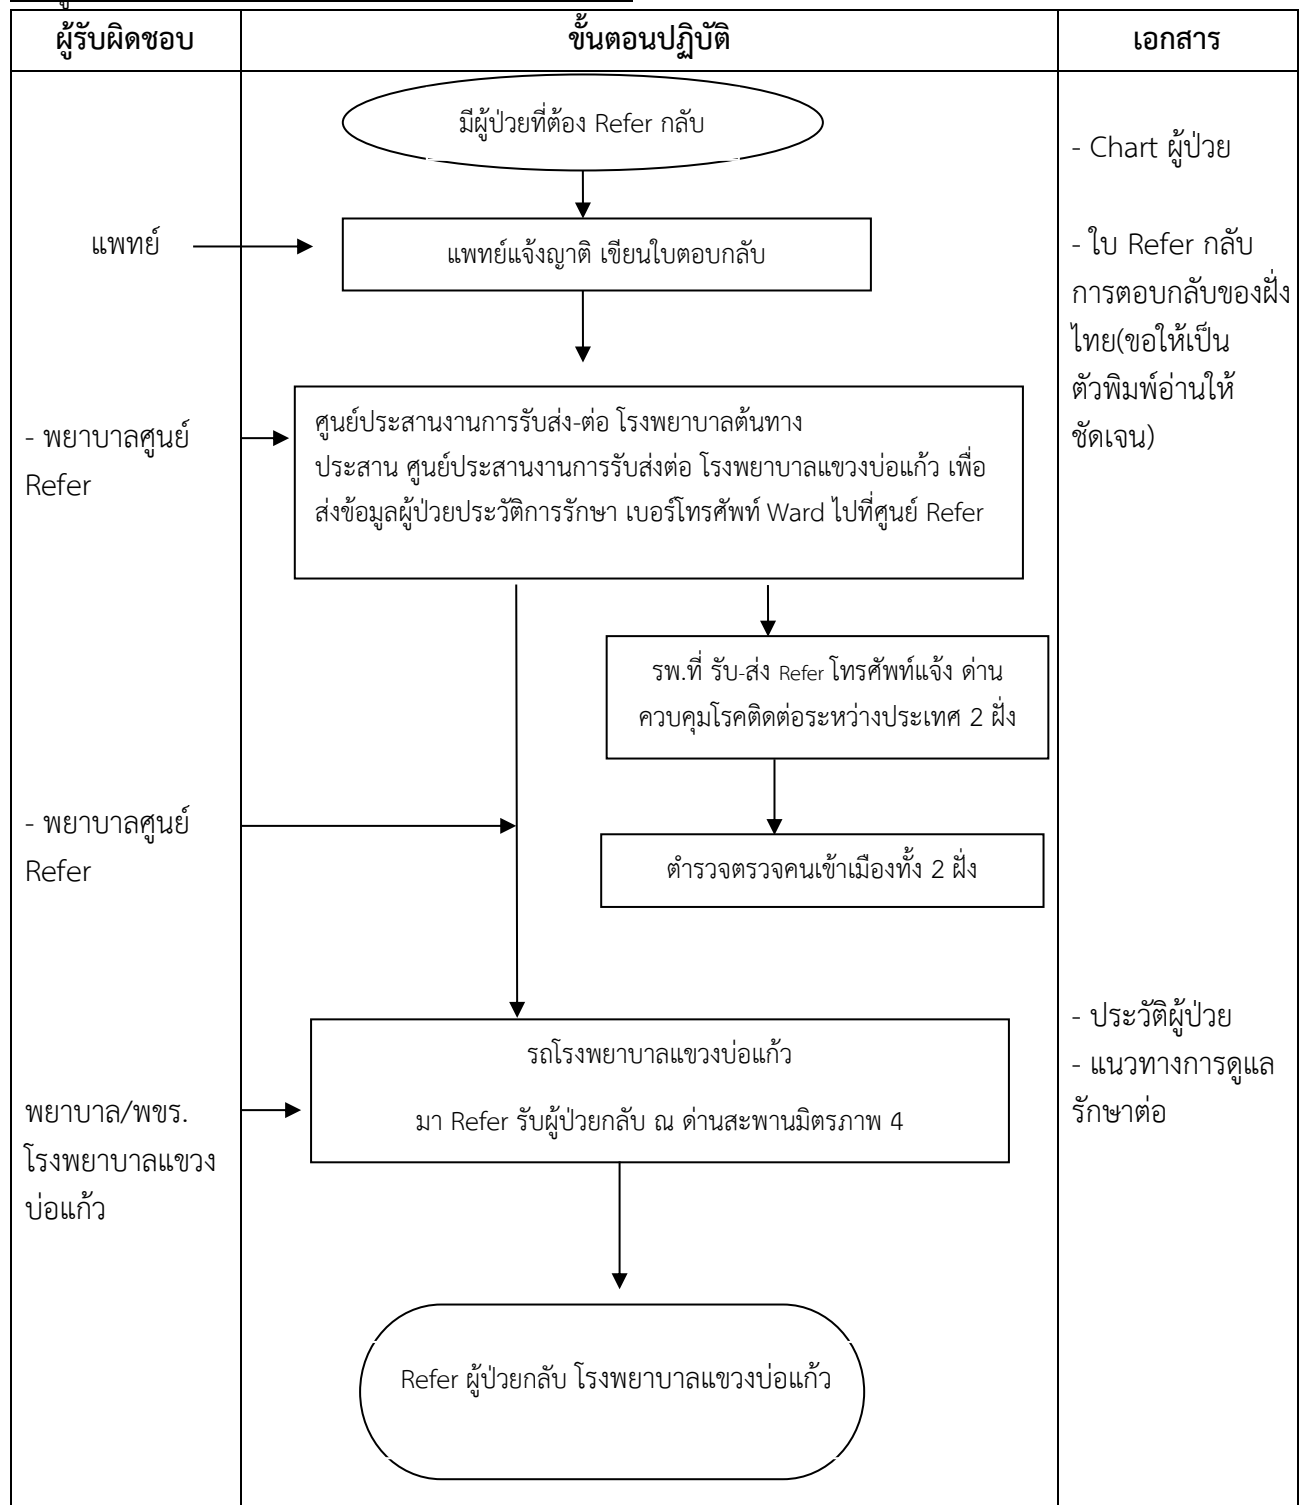 ผู้รับผิดชอบ
ขั้นตอนปฏิบัติ
เอกสาร
มีผู้ป่วยที่ต้อง Refer กลับ
- Chart ผู้ป่วย
แพทย์
แพทย์แจ้งญาติ เขียนใบตอบกลับ
- ใบ Refer กลับ
การตอบกลับของฝั่ง
ไทย(ขอให้เป็น
ตัวพิมพ์อ่านให้
ชัดเจน)
- พยาบาลศูนย์
Refer
ศูนย์ประสานงานการรับส่ง-ต่อ โรงพยาบาลต้นทาง
ประสาน ศูนย์ประสานงานการรับส่งต่อ โรงพยาบาลแขวงบ่อแก้ว เพื่อ
ส่งข้อมูลผู้ป่วยประวัติการรักษา เบอร์โทรศัพท์ Ward ไปที่ศูนย์ Refer
รพ.ที่ รับ-ส่ง Refer โทรศัพท์แจ้ง ด่าน
ควบคุมโรคติดต่อระหว่างประเทศ 2 ฝั่ง
- พยาบาลศูนย์
Refer
ตำรวจตรวจคนเข้าเมืองทั้ง 2 ฝั่ง
พยาบาล/พขร.
โรงพยาบาลแขวง
บ่อแก้ว
รถโรงพยาบาลแขวงบ่อแก้ว
มา Refer รับผู้ป่วยกลับ ณ ด่านสะพานมิตรภาพ 4
- ประวัติผู้ป่วย
- แนวทางการดูแล
รักษาต่อ
Refer ผู้ป่วยกลับ โรงพยาบาลแขวงบ่อแก้ว